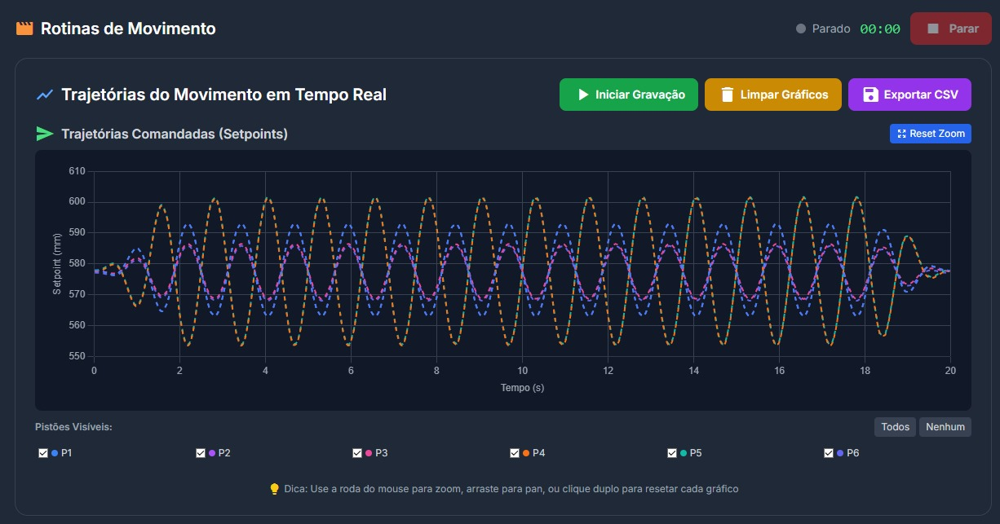 Rotinas de Movimento
Parado 00:00 Parar
Trajetórias do Movimento em Tempo Real
Iniciar Gravação Limpar Gráficos Exportar CSV
Trajetórias Comandadas (Setpoints)
Reset Zoom
Setpoint (mm)
610
600
590
580
570
560
550
0 2 4 6 8 10 12 14 16 18 20
Tempo (s)
Pistões Visíveis:
Todos Nenhum
P1 P2 P3 P4 P5 P6
Dica: Use a roda do mouse para zoom, arraste para pan, ou clique duplo para resetar cada gráfico